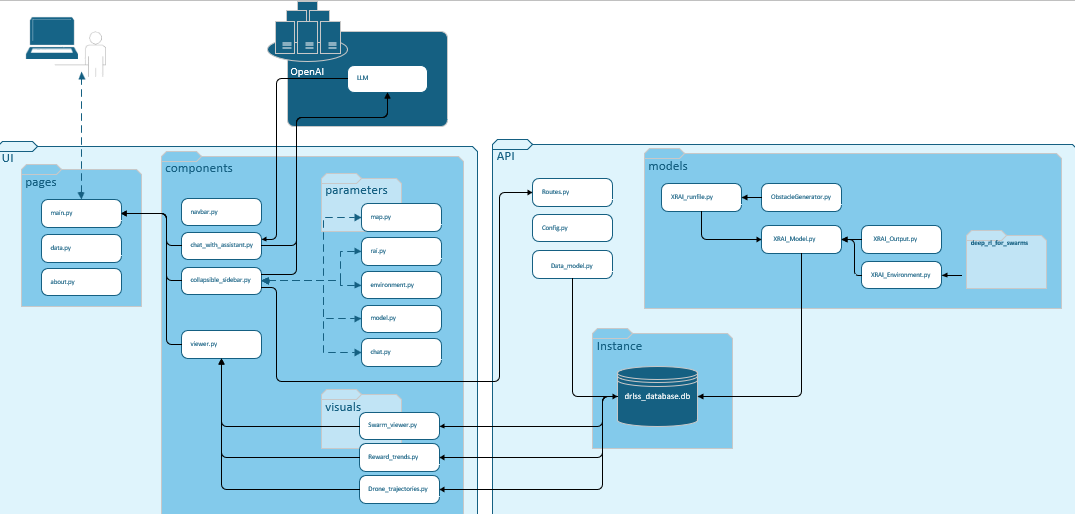 OpenAI
LLM
UI
pages
main.py
data.py
about.py
components
navbar.py
chat_with_assistant.py
collapsible_sidebar.py
viewer.py
parameters
map.py
rai.py
environment.py
model.py
chat.py
visuals
Swarm_viewer.py
Reward_trends.py
Drone_trajectories.py
API
Routes.py
Config.py
Data_model.py
models
XRAI_runfile.py
ObstacleGenerator.py
XRAI_Model.py
XRAI_Output.py
XRAI_Environment.py
deep_rl_for_swarms
Instance
driss_database.db